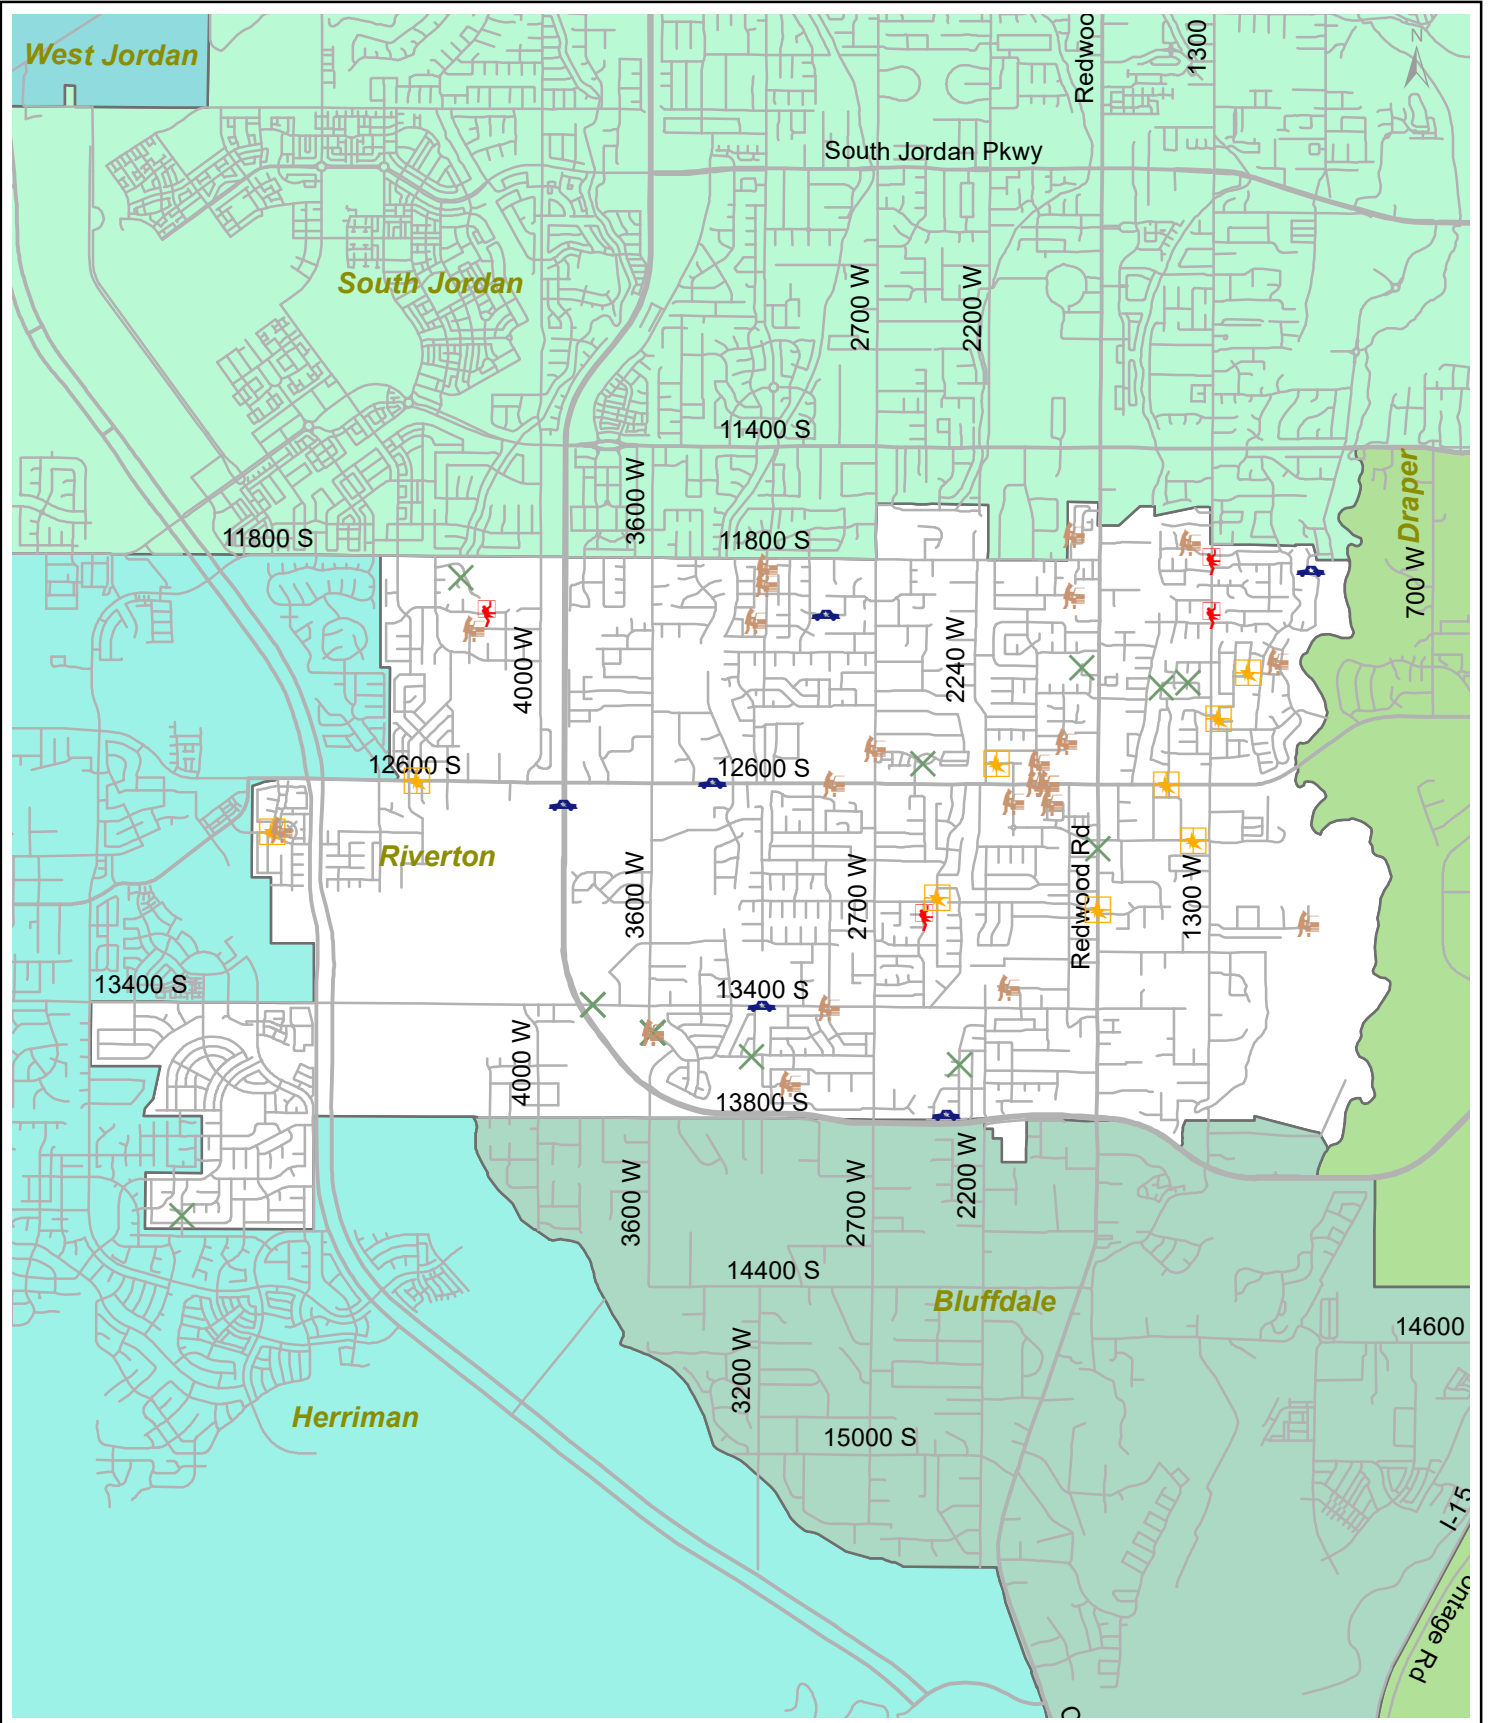 West Jordan
Redwoo
1300
N
South Jordan Pkwy
South Jordan
2700 W
2200 W
11400 S
3600 W
Draper
11800 S
11800 S
700 W
4000 W
2240 W
12600 S
12600 S
Riverton
3600 W
2700 W
Redwood Rd
1300 W
13400 S
13400 S
4000 W
13800 S
3600 W
2700 W
2200 W
14400 S
Bluffdale
14600
3200 W
Herriman
15000 S
I-15
ontage Rd